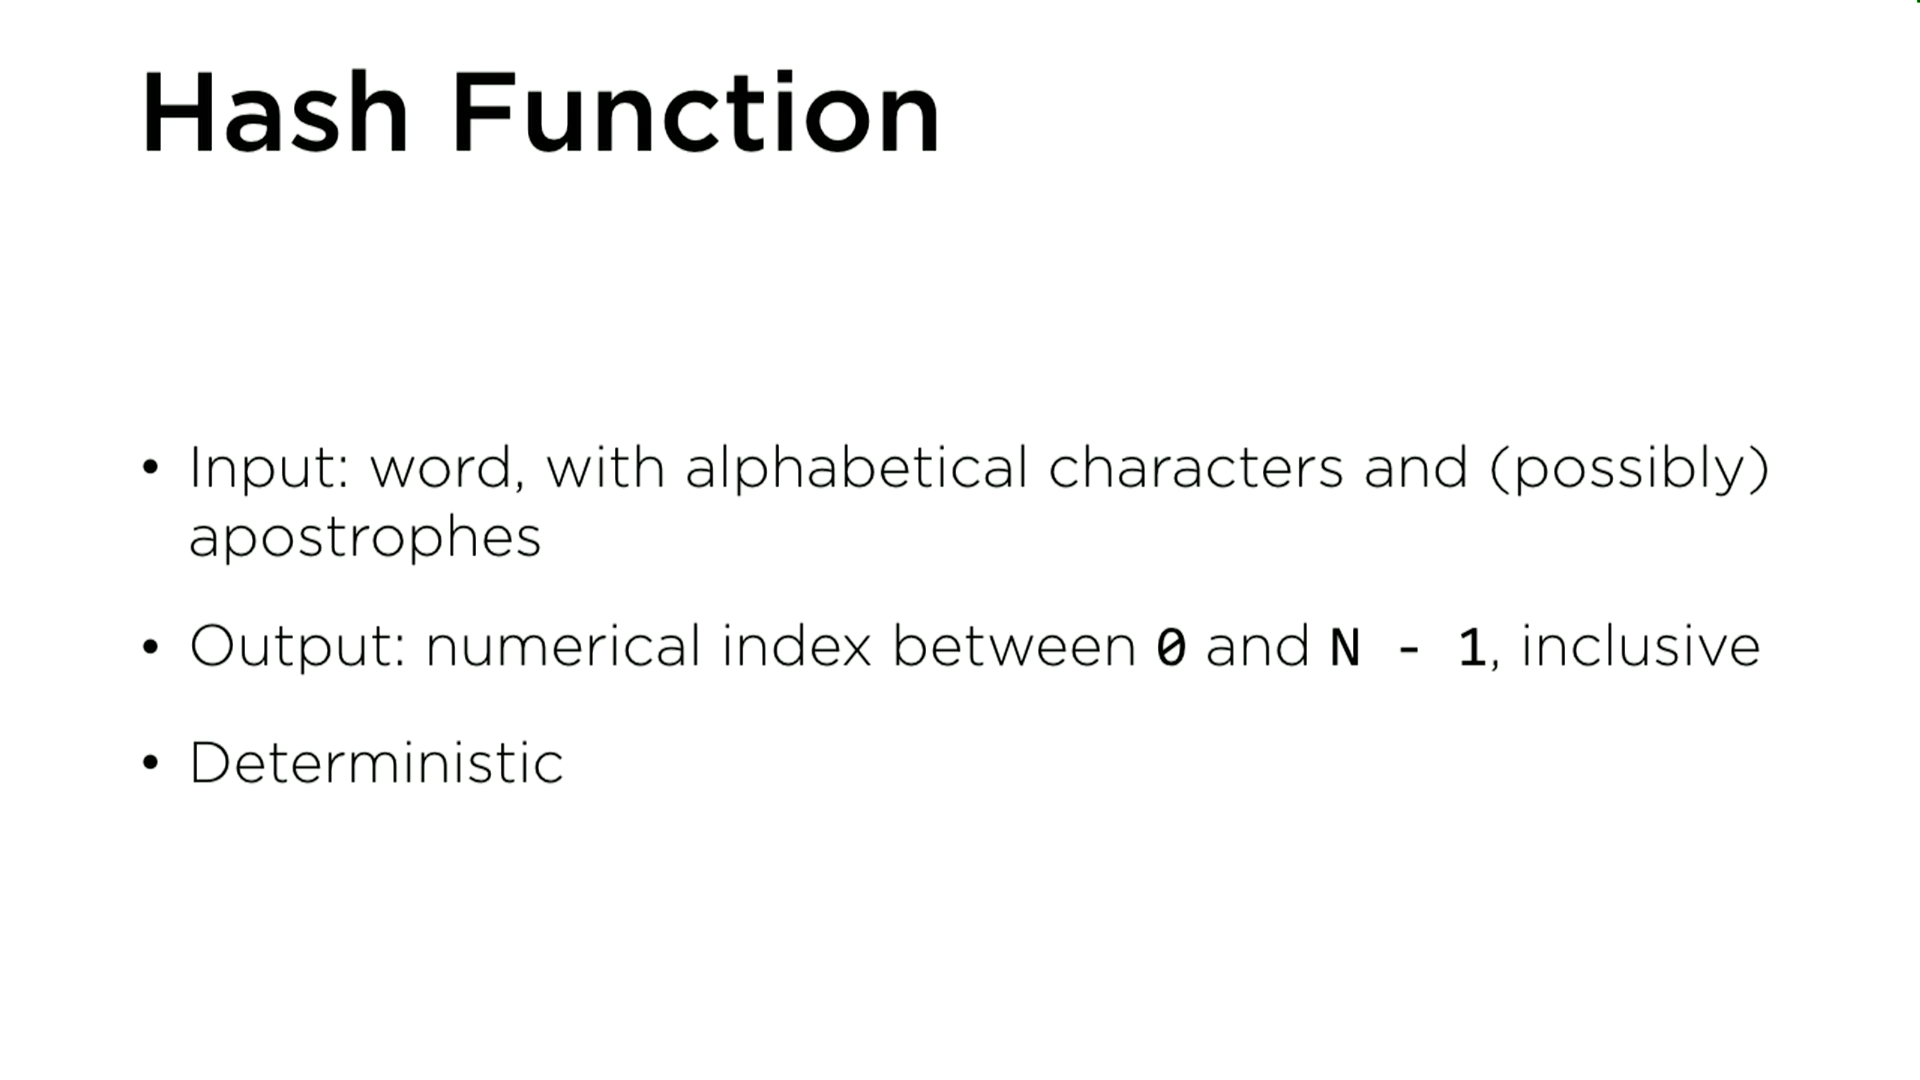 Hash Function
• Input: word, with alphabetical characters and (possibly)
apostrophes
• Output: numerical index between 0 and N - 1, inclusive
• Deterministic